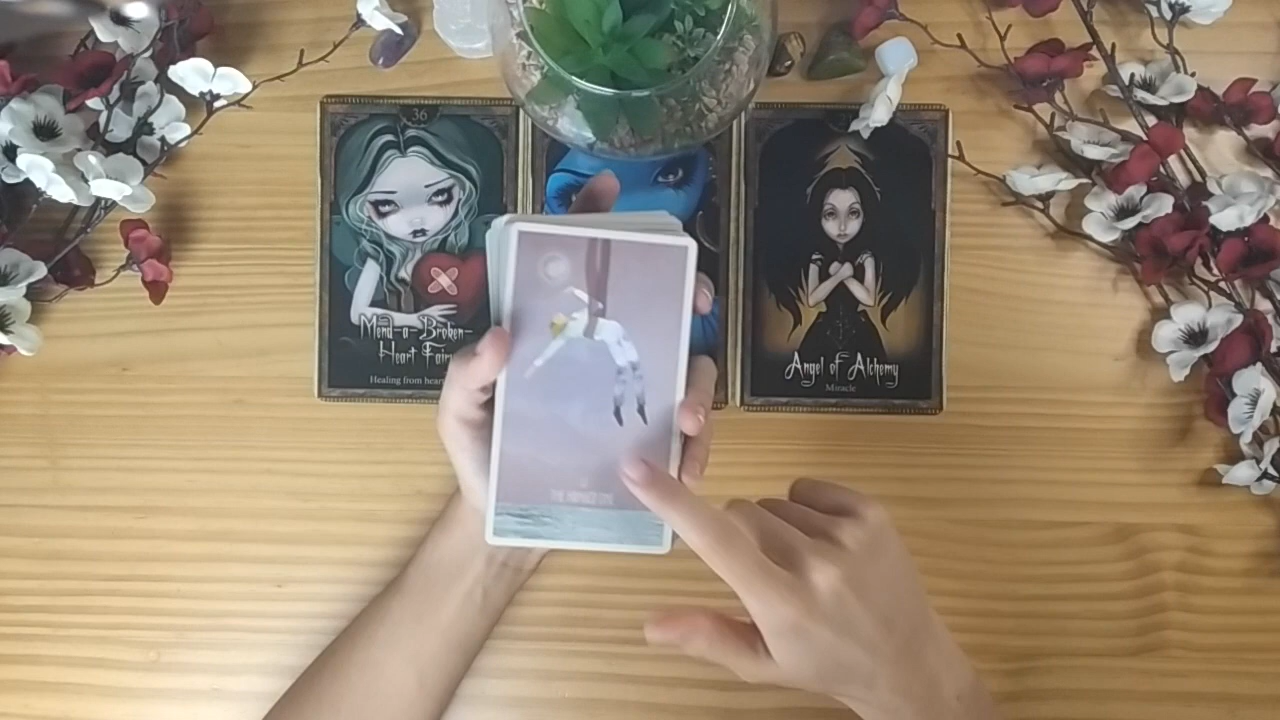 36
Mend-a-Broken-
Heart Fairy
Healing from heart
Angel of Alchemy
Miracle